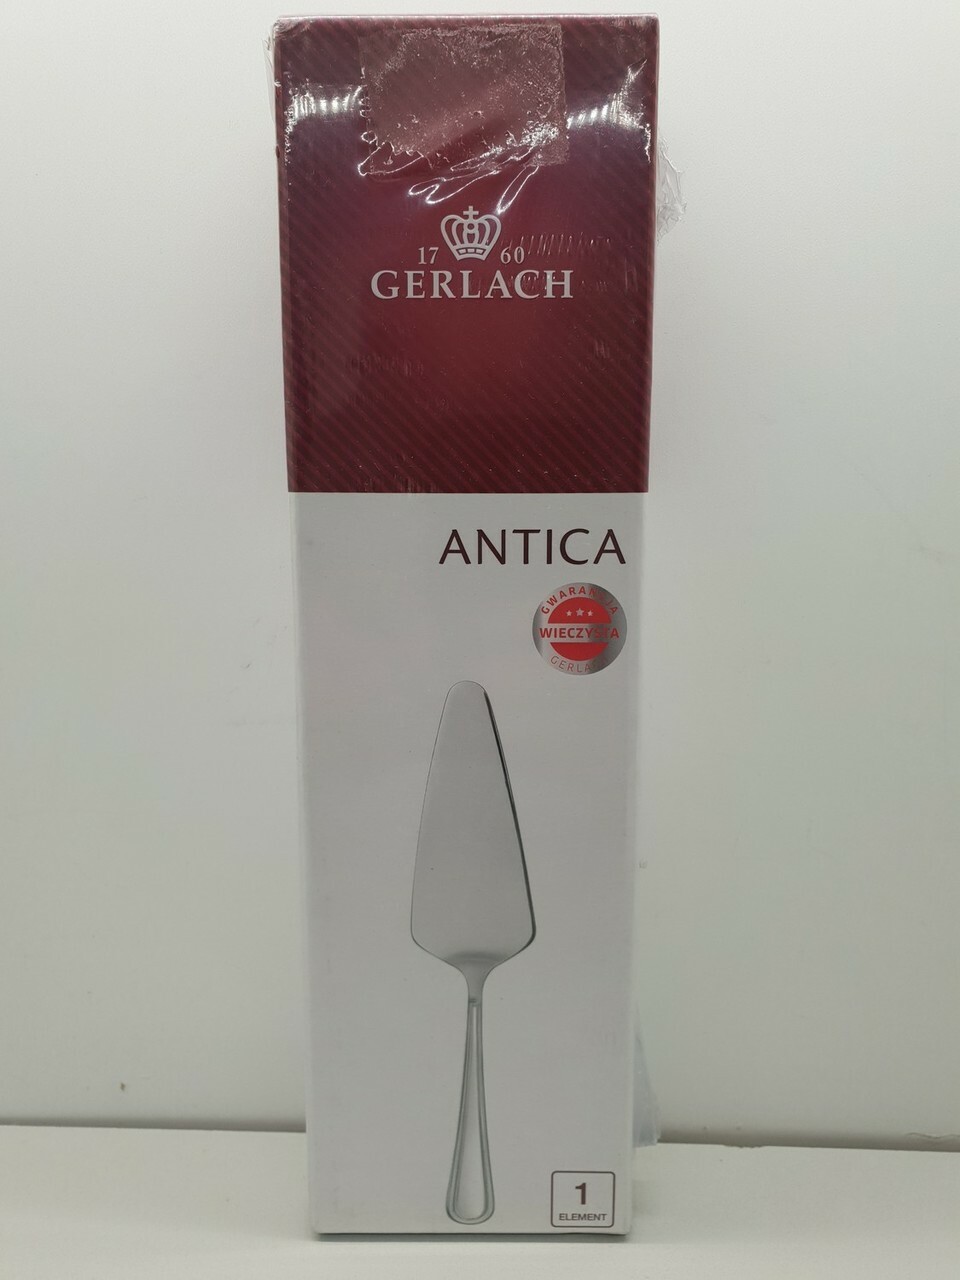 17 60
GERLACH
ANTICA
GWARANCJA
WIECZYSTA
GERLACH
1
ELEMENT